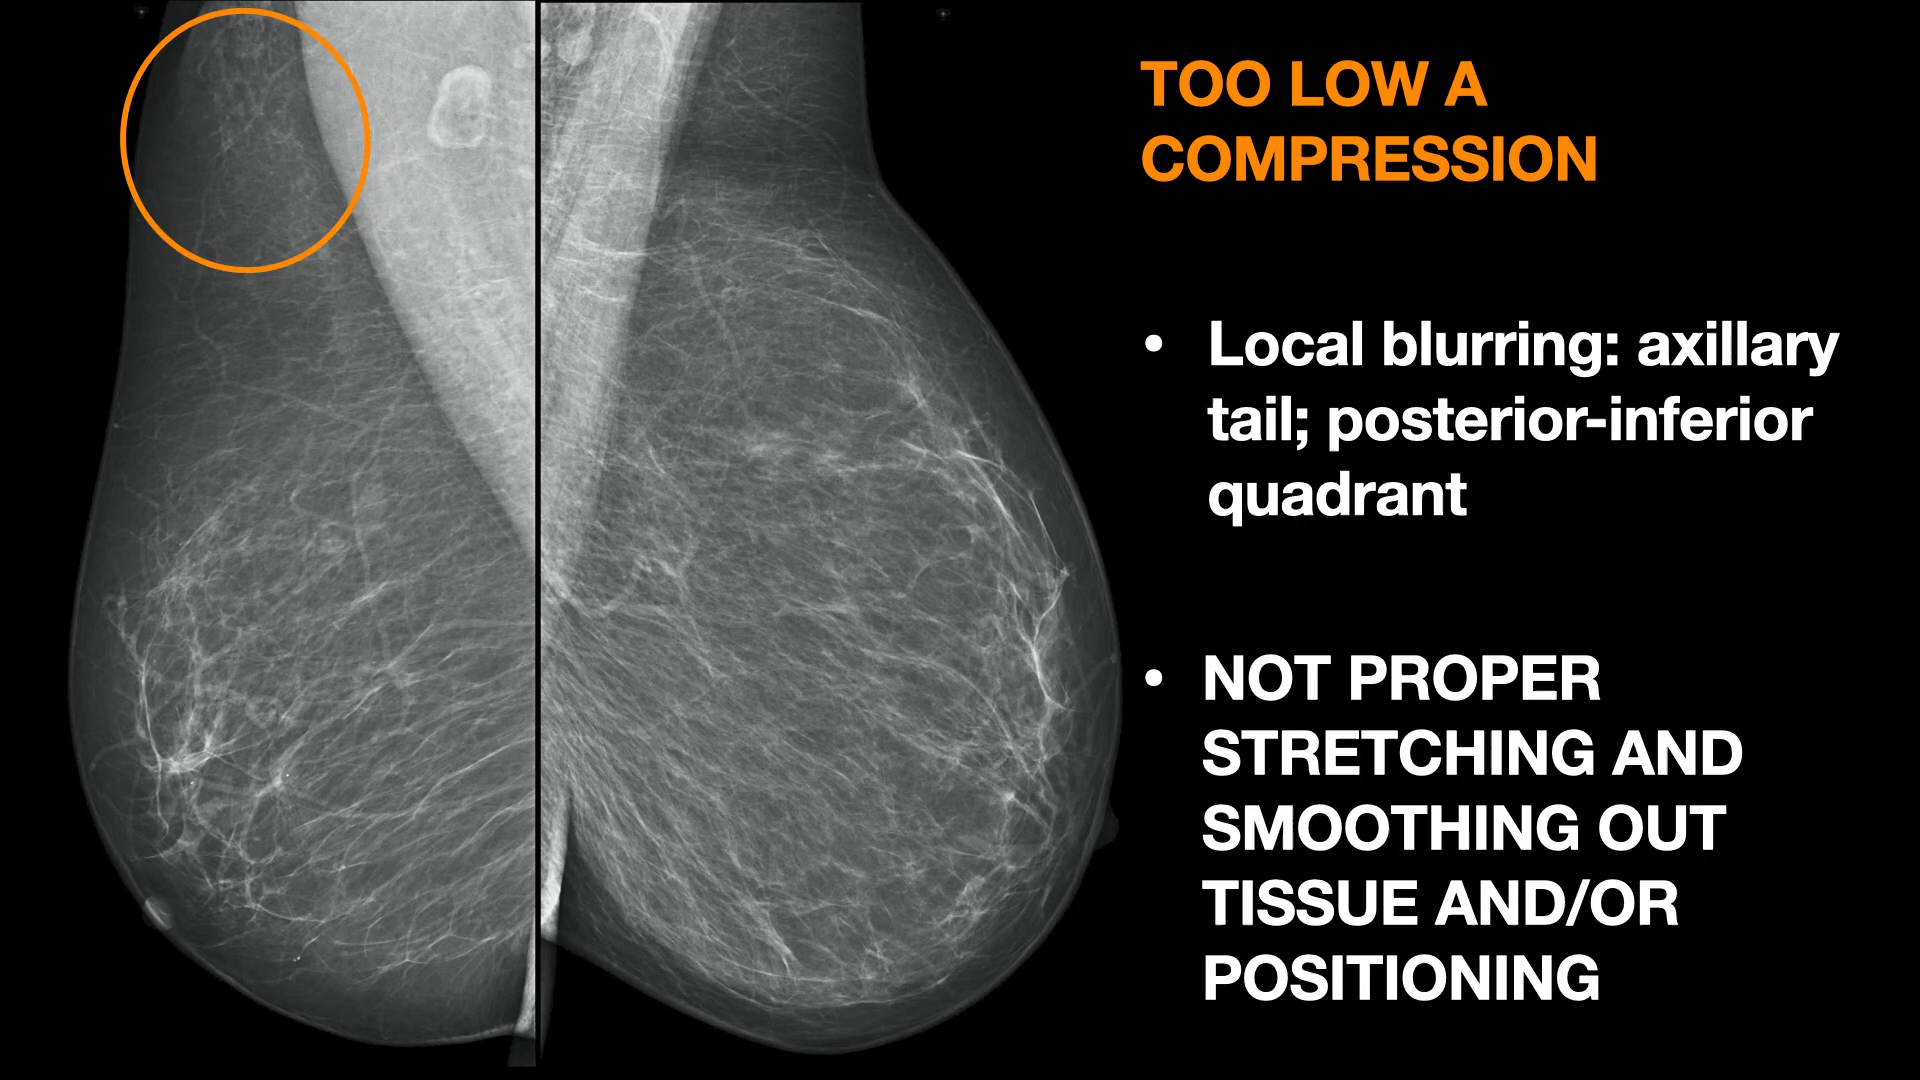 TOO LOW A
COMPRESSION
• Local blurring: axillary
tail; posterior-inferior
quadrant
• NOT PROPER
STRETCHING AND
SMOOTHING OUT
TISSUE AND/OR
POSITIONING